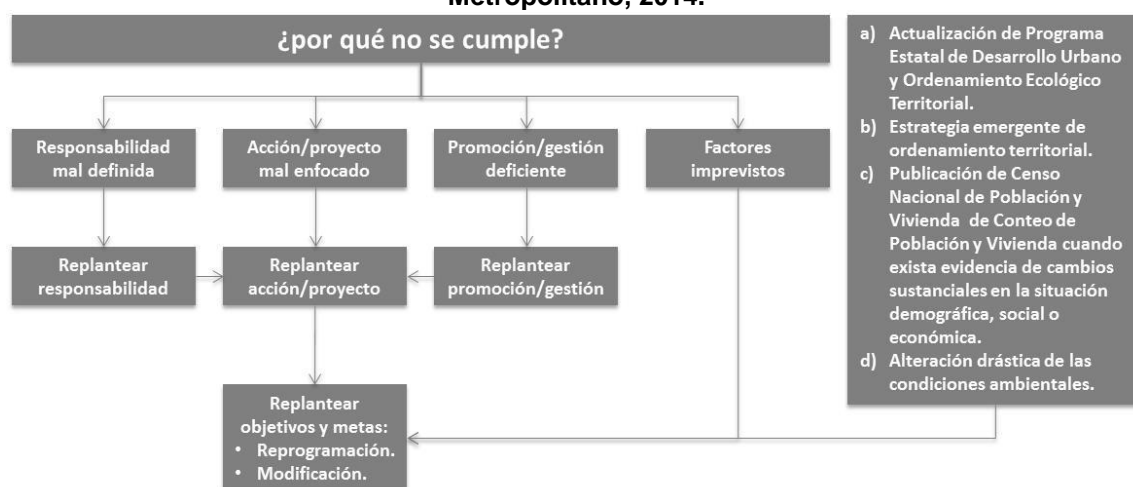 Metropolitano, 2014.
¿por qué no se cumple?
Responsabilidad
mal definida
Acción/proyecto
mal enfocado
Promoción/gestión
deficiente
Factores
imprevistos
Replantear
responsabilidad
Replantear
acción/proyecto
Replantear
promoción/gestión
Replantear
objetivos y metas:
• Reprogramación.
• Modificación.
a) Actualización de Programa
Estatal de Desarrollo Urbano
y Ordenamiento Ecológico
Territorial.
b) Estrategia emergente de
ordenamiento territorial.
c) Publicación de Censo
Nacional de Población y
Vivienda de Conteo de
Población y Vivienda cuando
exista evidencia de cambios
sustanciales en la situación
demográfica, social o
económica.
d) Alteración drástica de las
condiciones ambientales.